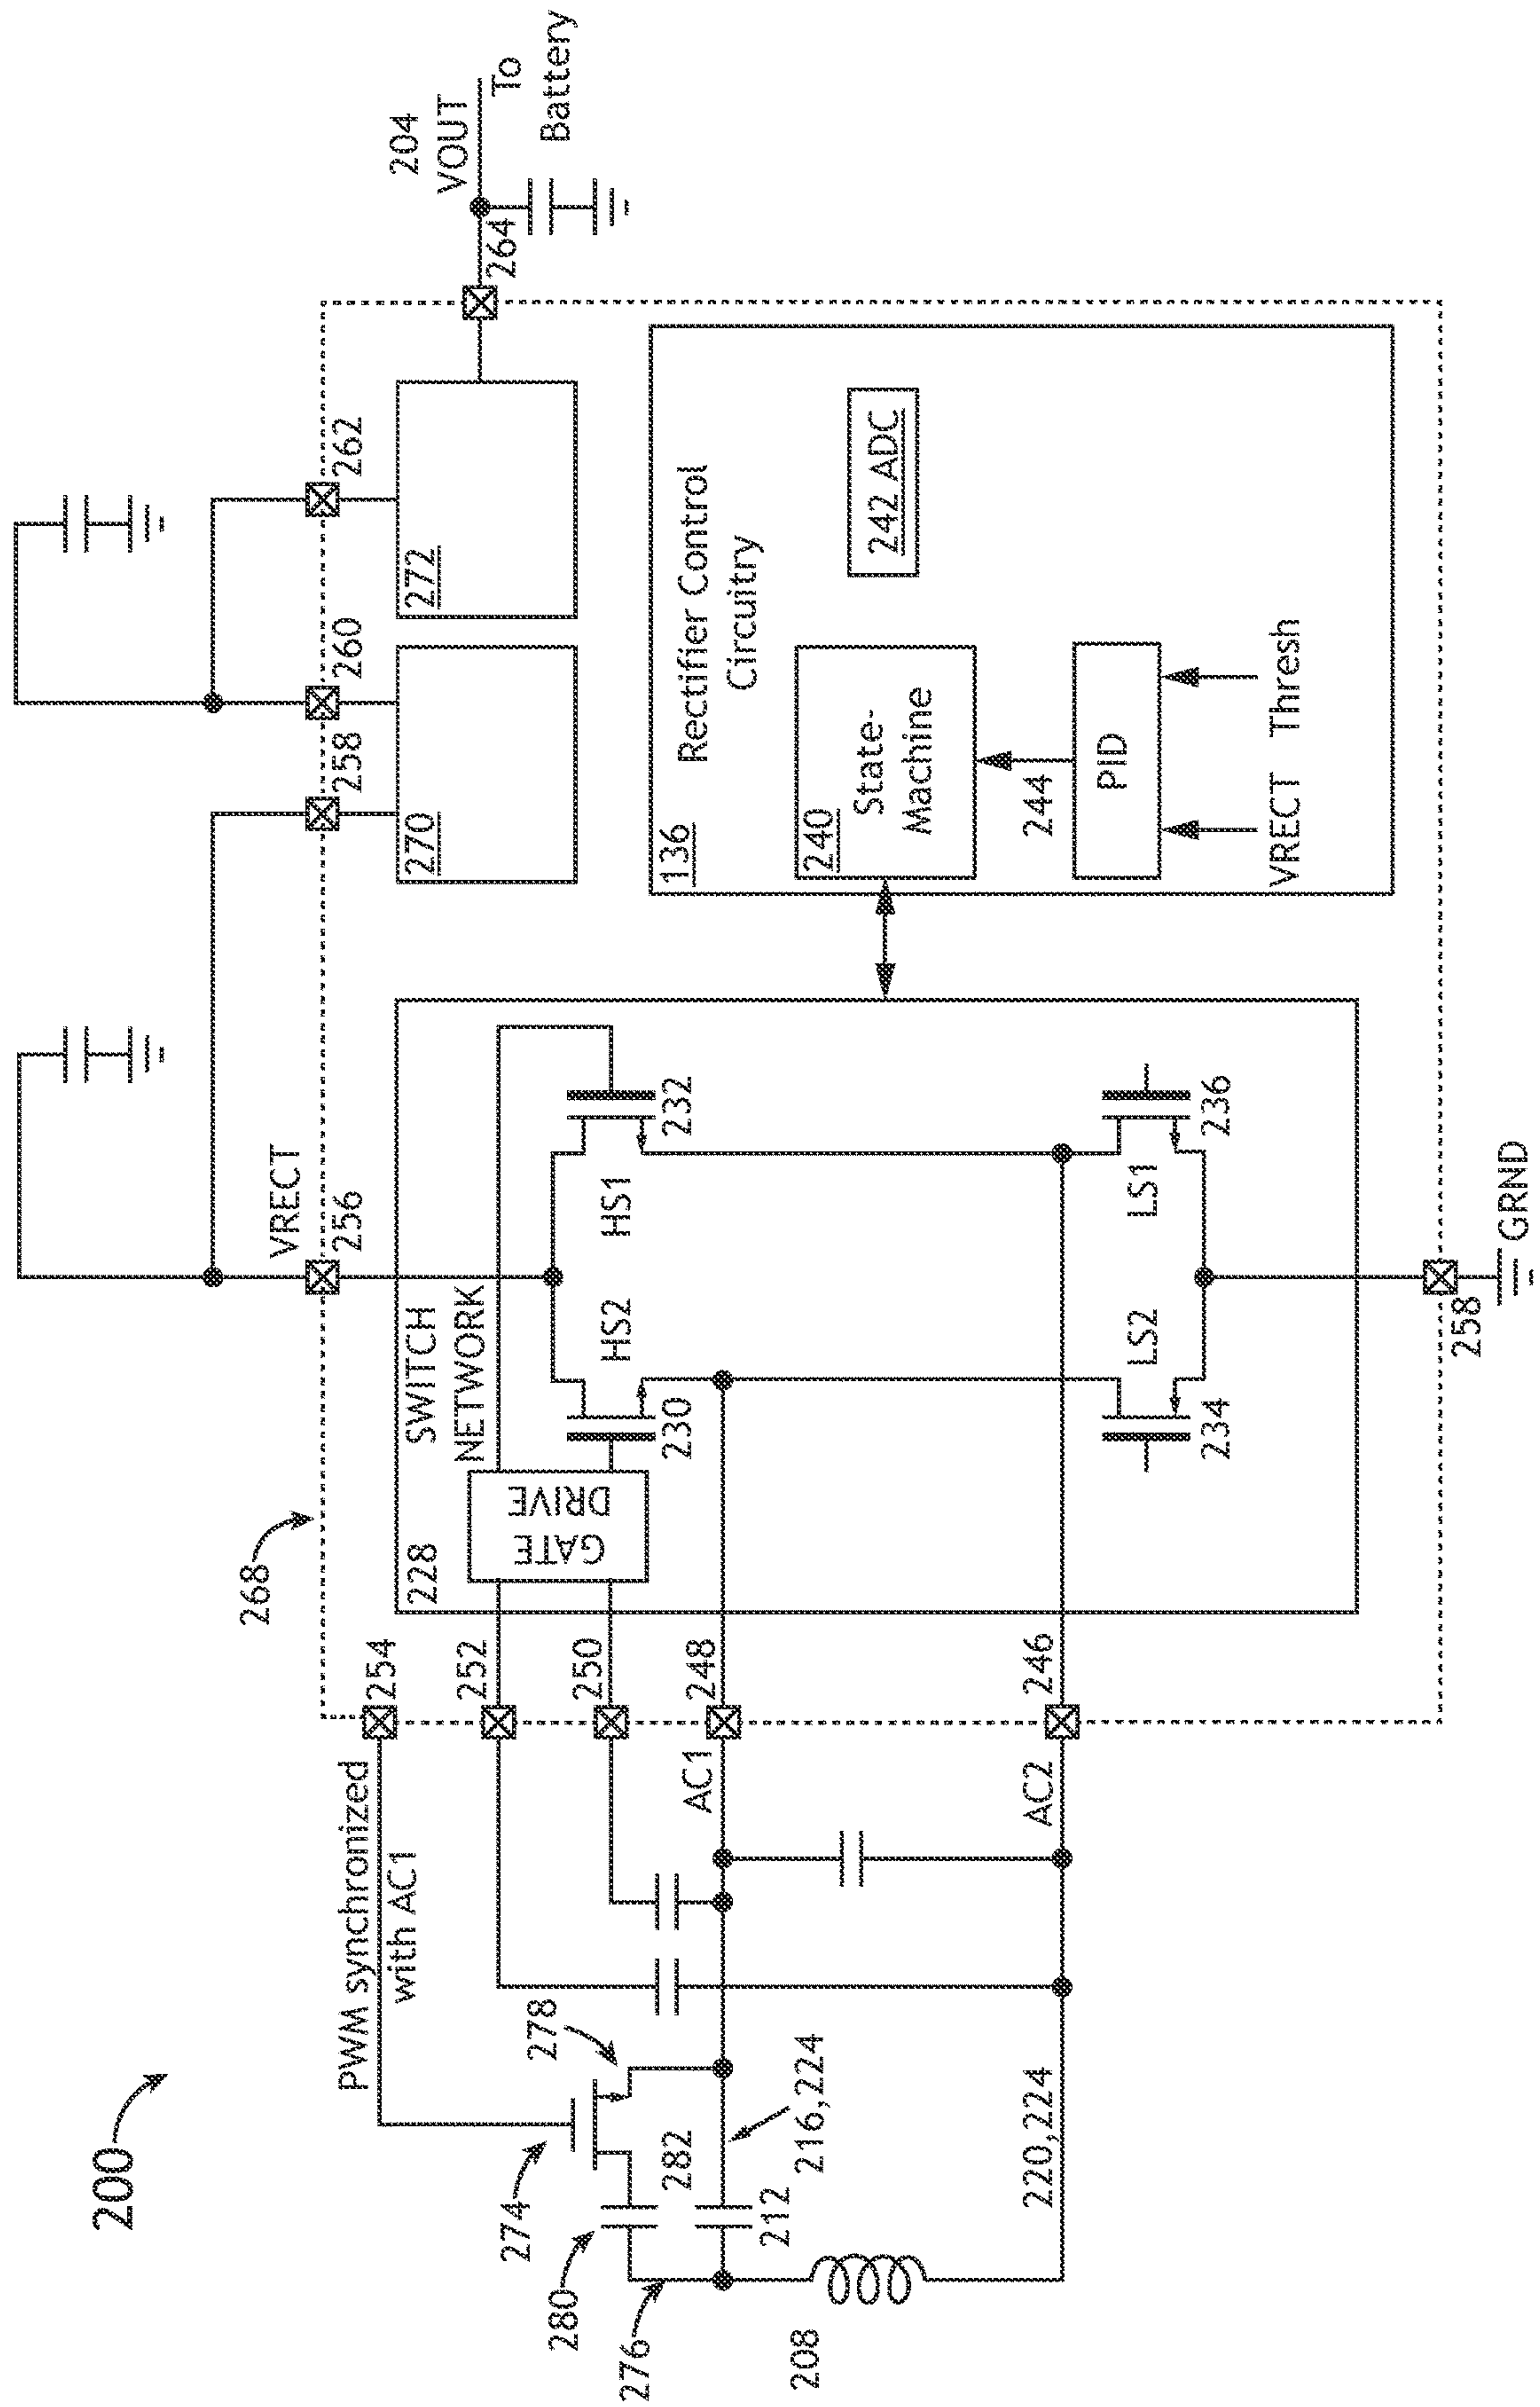 200
268
VRECT
256
258
260
262
204
VOUT
To
Battery
264
PWM synchronized
with AC1
254
252
250
248
AC1
246
AC2
228
SWITCH
NETWORK
GATE
DRIVE
HS2
230
HS1
232
LS2
234
LS1
236
270
272
136
Rectifier Control
Circuitry
240
State-
Machine
242 ADC
244
PID
VRECT
Thresh
258
GRND
274
278
280
282
276
212
216,224
208
220,224